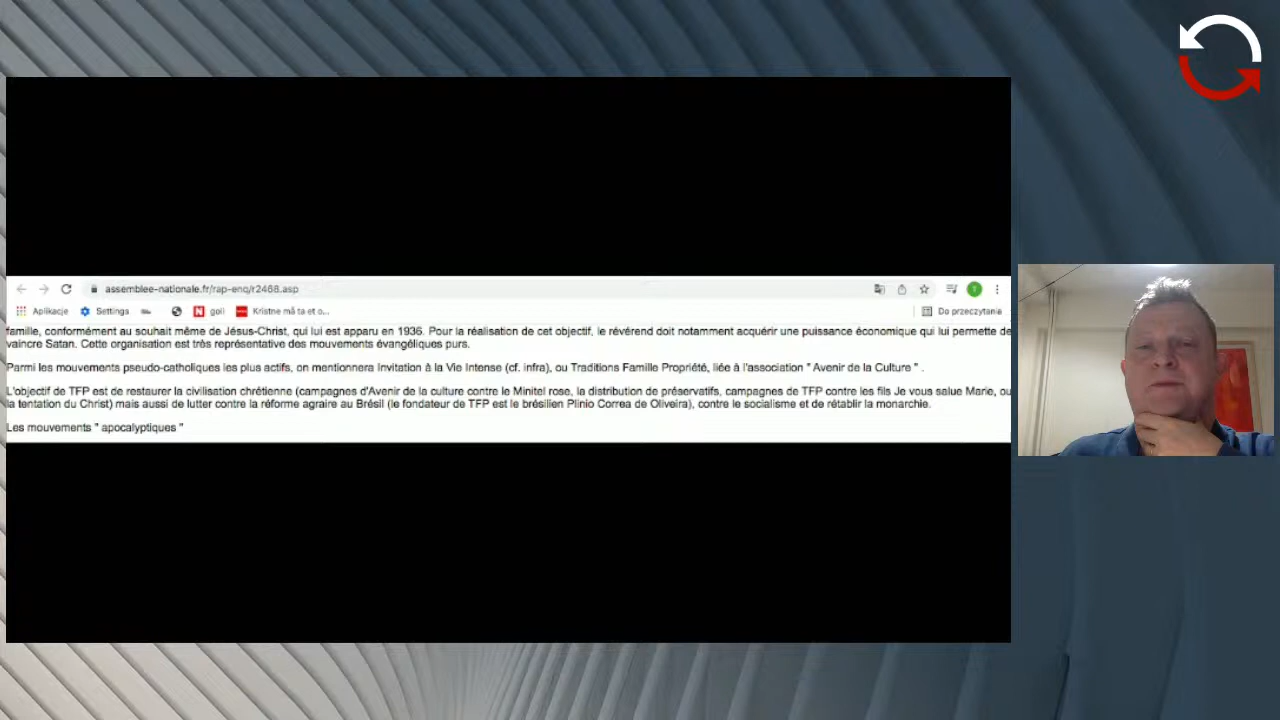 assemblee-nationale.fr/rap-enq/r2468.asp
Aplikacje Settings goli Kristne må ta et o... Do przeczytania
famille, conformément au souhait même de Jésus-Christ, qui lui est apparu en 1936. Pour la réalisation de cet objectif, le révérend doit notamment acquérir une puissance économique qui lui permette de
vaincre Satan. Cette organisation est très représentative des mouvements évangéliques purs.
Parmi les mouvements pseudo-catholiques les plus actifs, on mentionnera Invitation à la Vie Intense (cf. infra), ou Traditions Famille Propriété, liée à l'association " Avenir de la Culture " .
L'objectif de TFP est de restaurer la civilisation chrétienne (campagnes d'Avenir de la culture contre le Minitel rose, la distribution de préservatifs, campagnes de TFP contre les fils Je vous salue Marie, ou
la tentation du Christ) mais aussi de lutter contre la réforme agraire au Brésil (le fondateur de TFP est le brésilien Plinio Correa de Oliveira), contre le socialisme et de rétablir la monarchie.
Les mouvements " apocalyptiques "